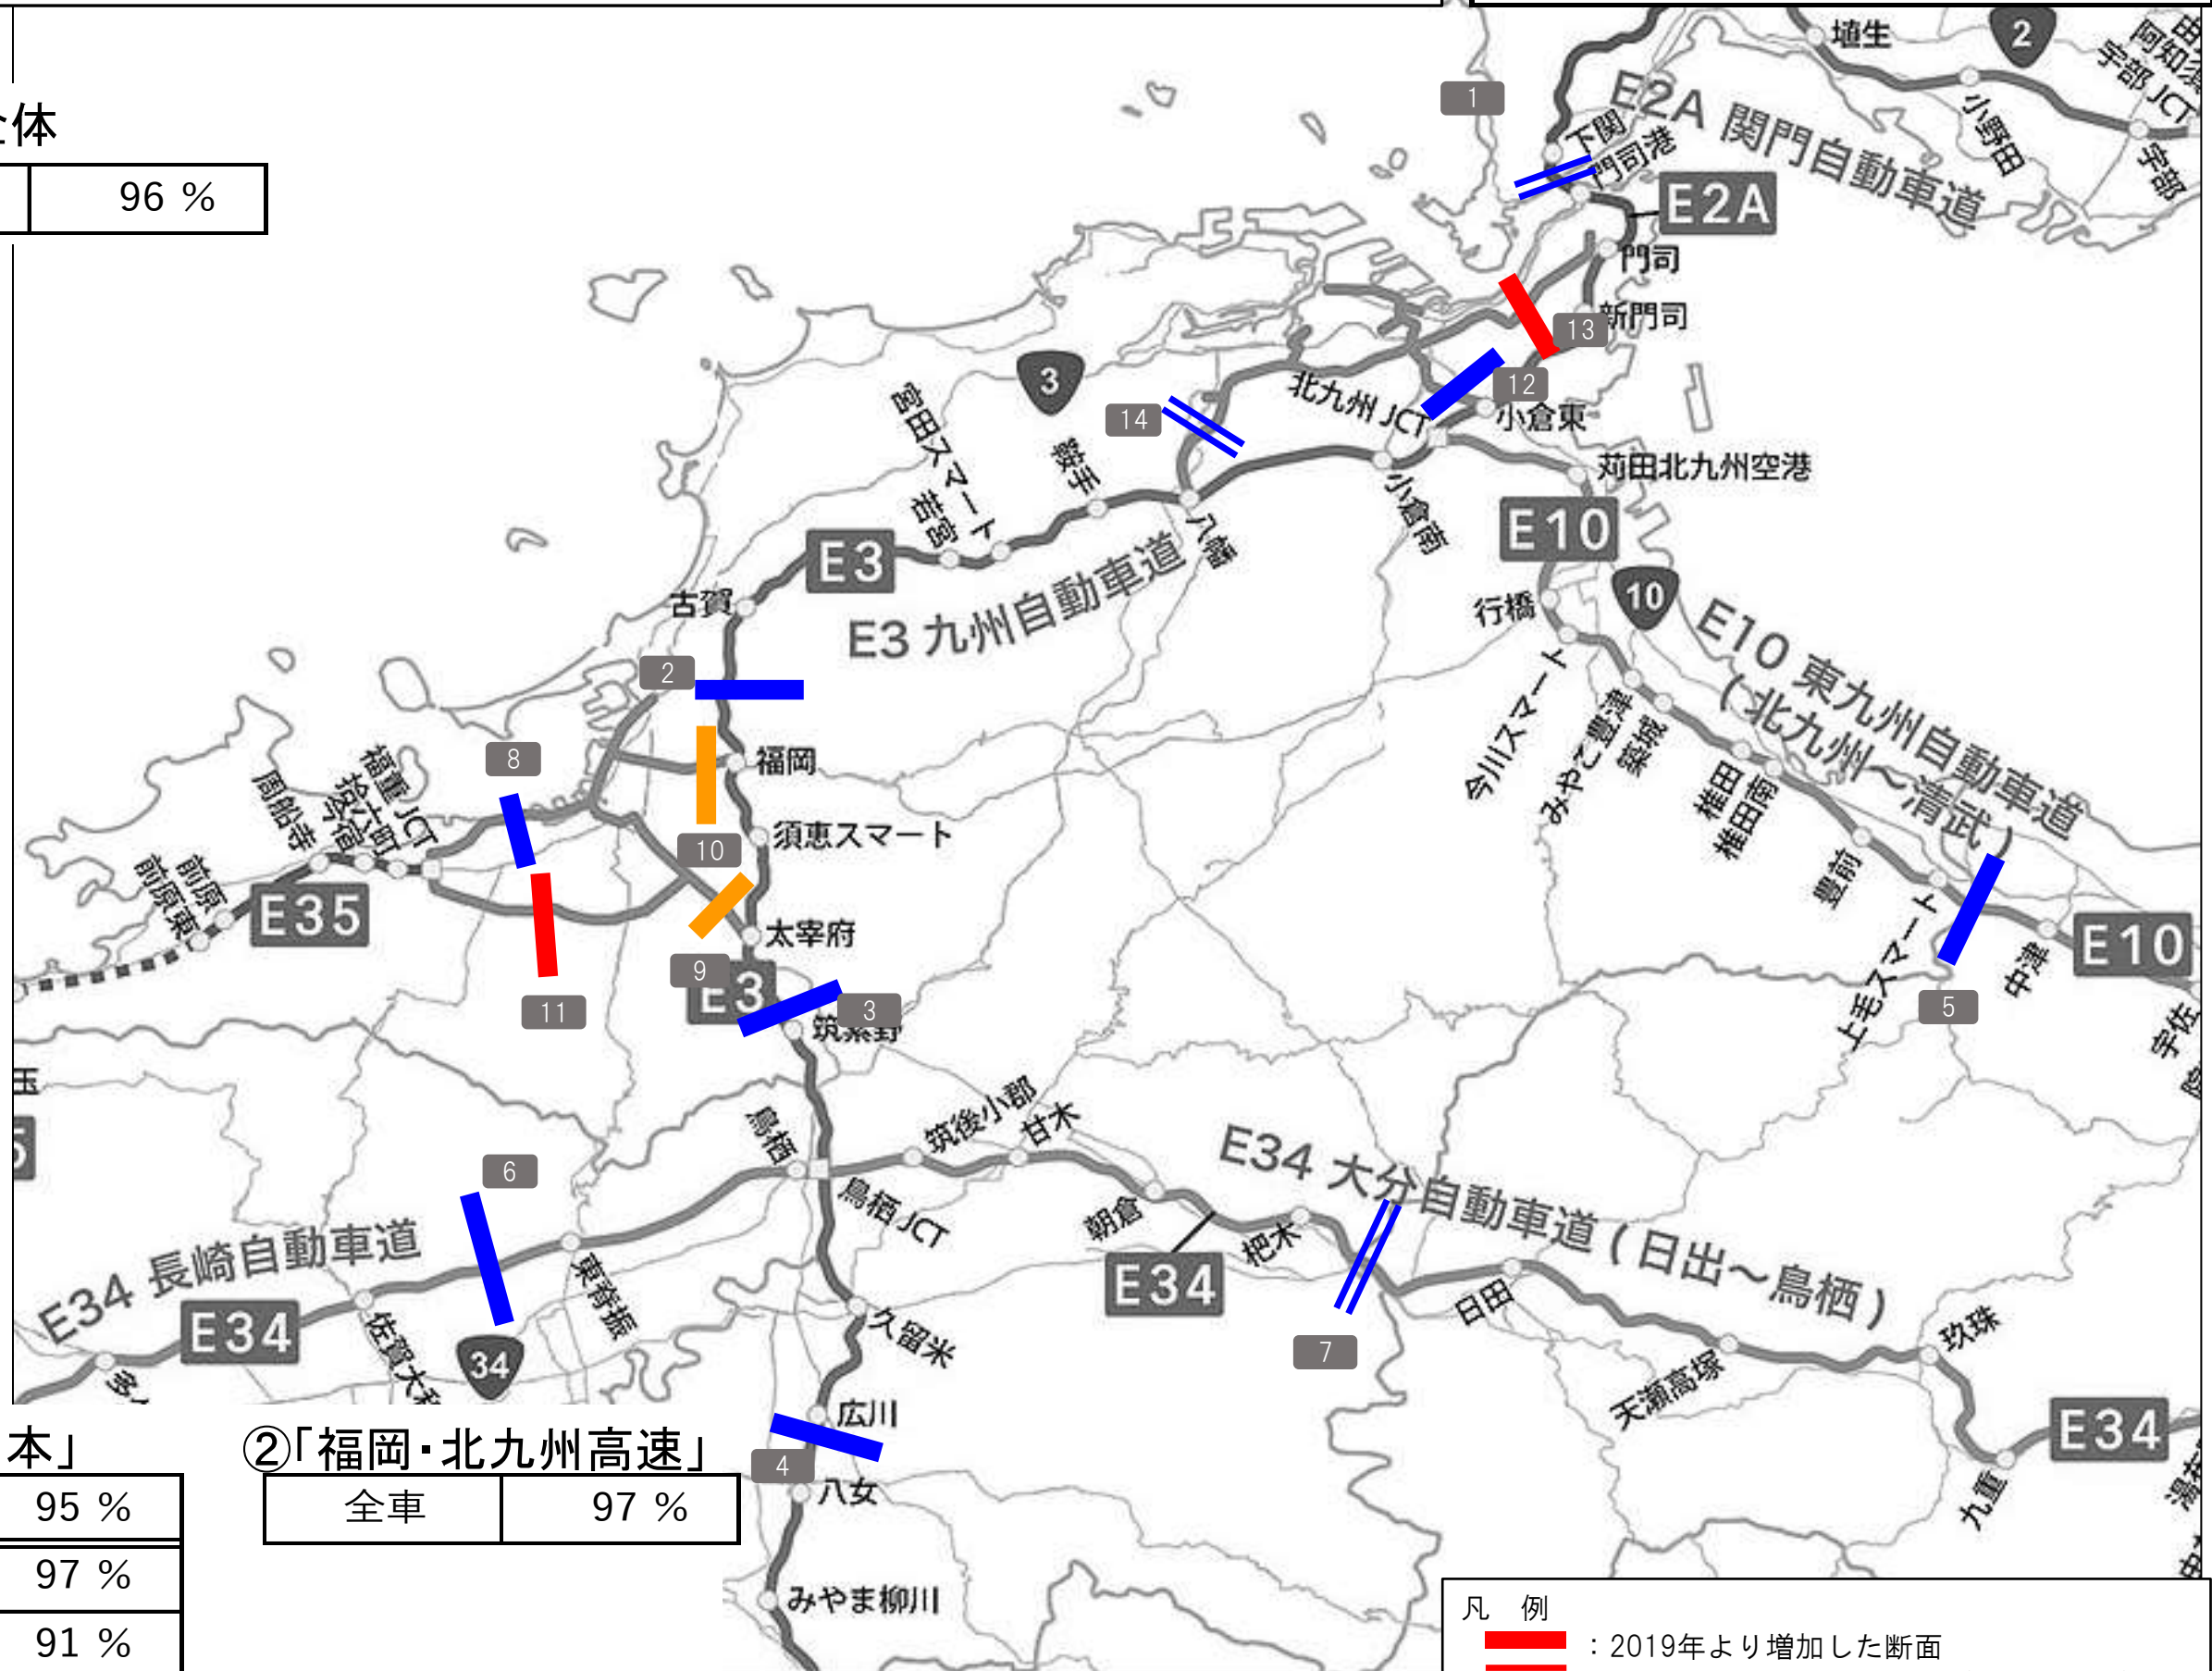 全体
96 %
1
2
埴生
宇部 JCT
小野田
宇部
E2A 関門自動車道
下関
門司港
E2A
門司
新門司
13
12
3
14
北九州 JCT
小倉東
苅田北九州空港
小倉南
宮田スマート
若宮
鞍手
八幡
E3
E3 九州自動車道
古賀
E10
行橋
10
E10 東九州自動車道
(北九州～清武)
今川スマート
みやこ豊津
築城
椎田
椎田南
豊前
上毛スマート
中津
E10
宇佐
5
2
福岡
8
須恵スマート
10
福重 JCT
拾六町
今宿
周船寺
前原
前原東
E35
太宰府
9
E3
3
筑紫野
11
6
鳥栖
筑後小郡
甘木
鳥栖 JCT
朝倉
杷木
E34 大分自動車道 (日出～鳥栖)
E34
E34 長崎自動車道
E34
東脊振
佐賀大和
34
久留米
7
日田
天瀬高塚
玖珠
九重
E34
広川
4
八女
みやま柳川
本」
95 %
97 %
91 %
②「福岡・北九州高速」
全車 97 %
凡 例
：2019年より増加した断面